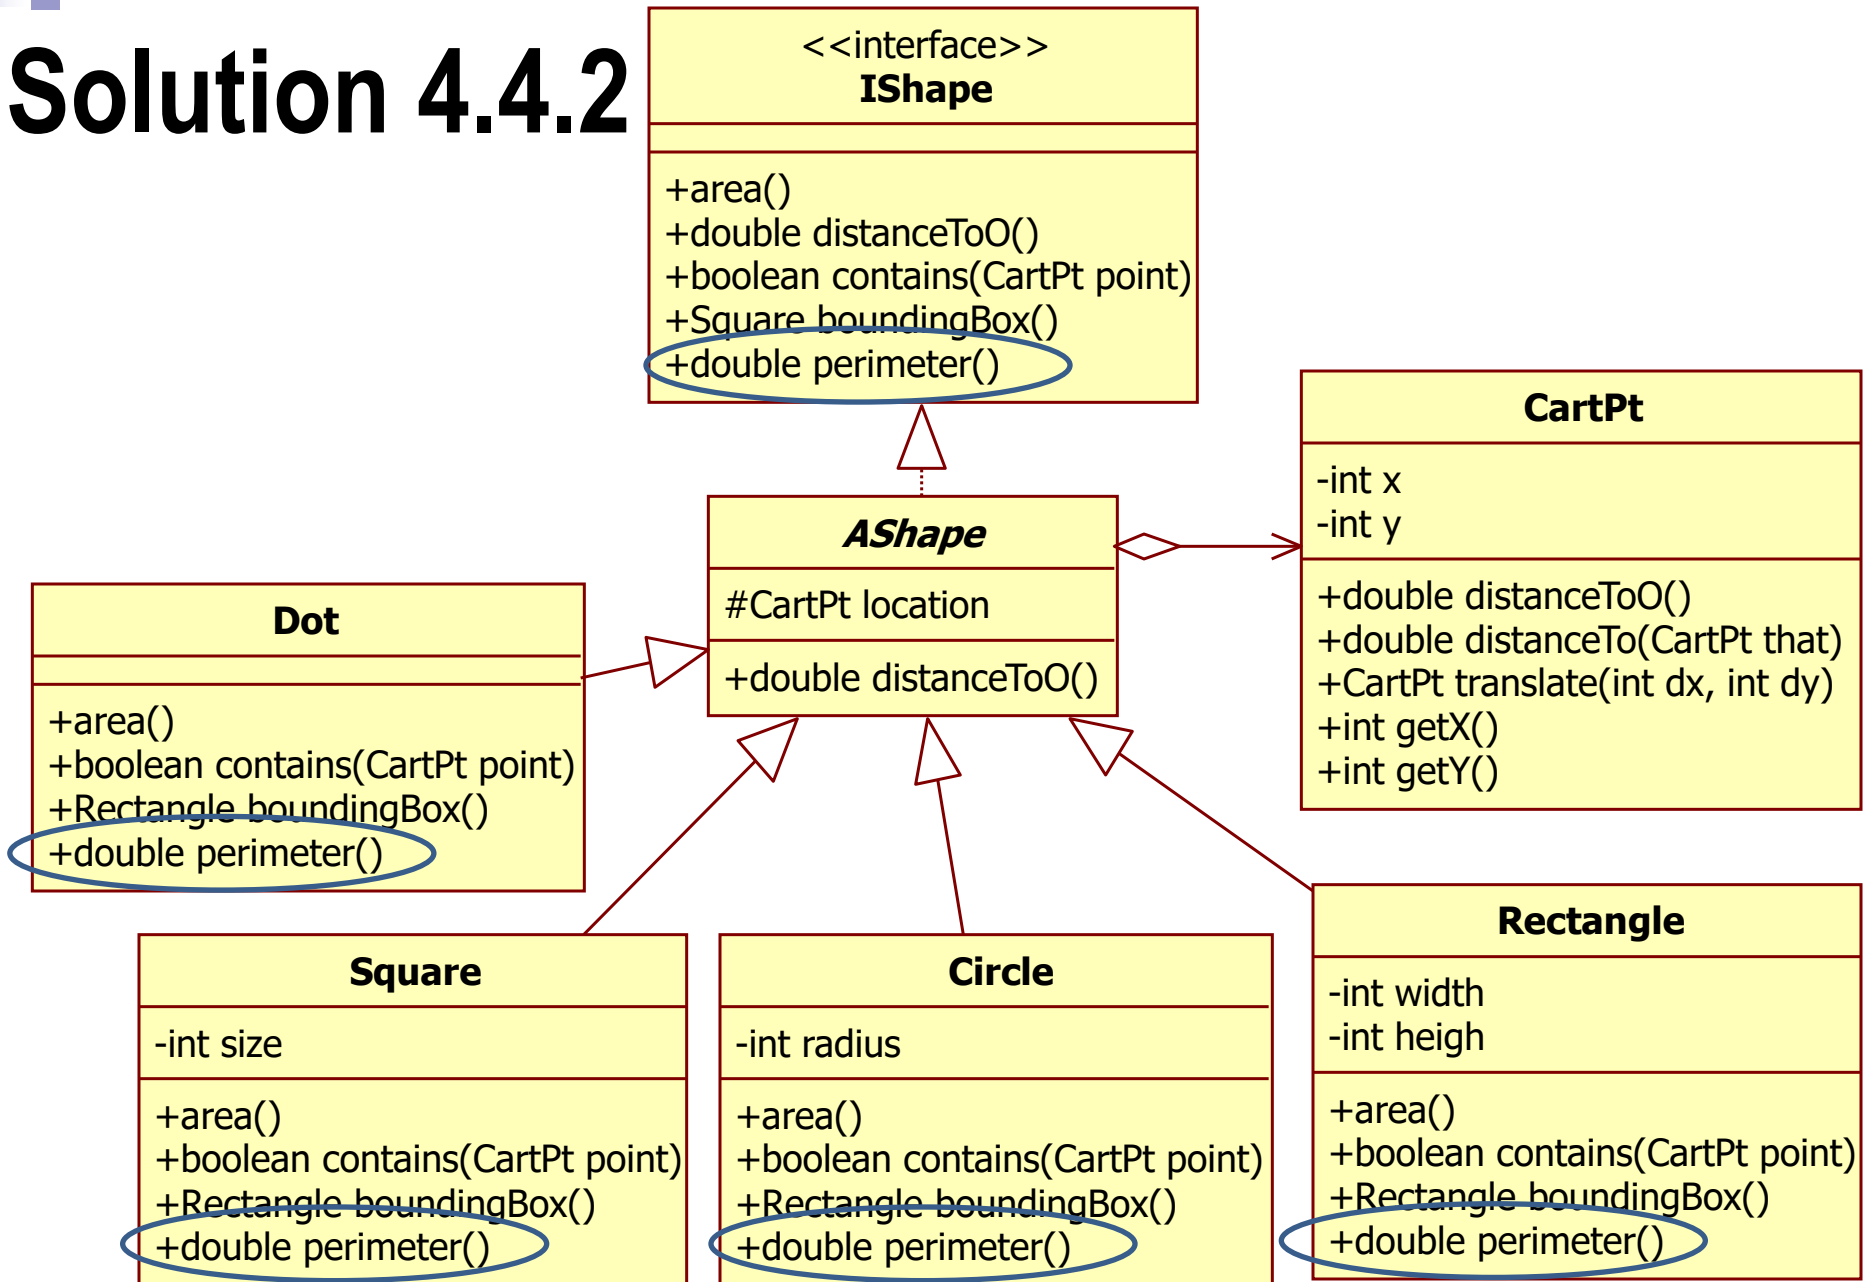 Solution 4.4.2
<<interface>>
IShape
+area()
+double distanceToO()
+boolean contains(CartPt point)
+Square boundingBox()
+double perimeter()
CartPt
-int x
-int y
+double distanceToO()
+double distanceTo(CartPt that)
+CartPt translate(int dx, int dy)
+int getX()
+int getY()
AShape
#CartPt location
+double distanceToO()
Dot
+area()
+boolean contains(CartPt point)
+Rectangle boundingBox()
+double perimeter()
Square
-int size
+area()
+boolean contains(CartPt point)
+Rectangle boundingBox()
+double perimeter()
Circle
-int radius
+area()
+boolean contains(CartPt point)
+Rectangle boundingBox()
+double perimeter()
Rectangle
-int width
-int heigh
+area()
+boolean contains(CartPt point)
+Rectangle boundingBox()
+double perimeter()